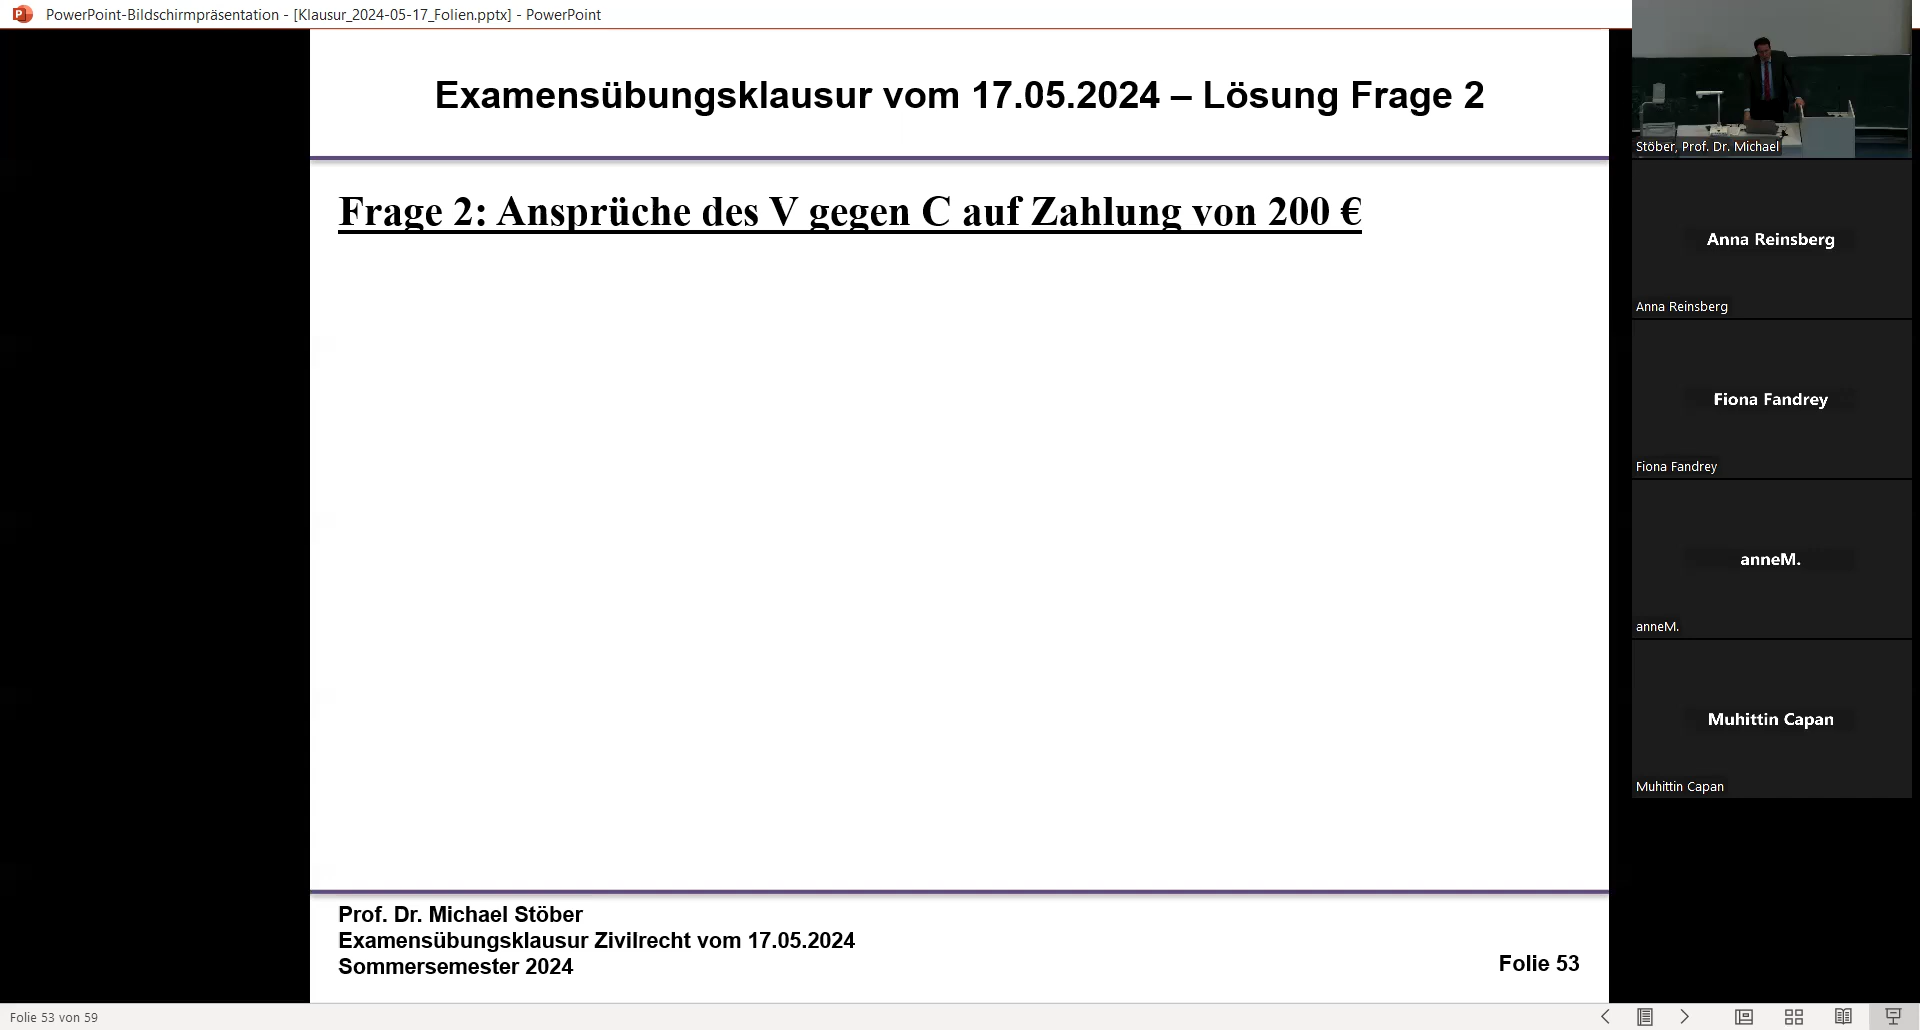 PowerPoint-Bildschirmpräsentation - [Klausur_2024-05-17_Folien.pptx] - PowerPoint
Examensübungsklausur vom 17.05.2024 – Lösung Frage 2
Frage 2: Ansprüche des V gegen C auf Zahlung von 200 €
Prof. Dr. Michael Stöber
Examensübungsklausur Zivilrecht vom 17.05.2024
Sommersemester 2024
Folie 53
Stöber, Prof. Dr. Michael
Anna Reinsberg
Anna Reinsberg
Fiona Fandrey
Fiona Fandrey
anneM.
anneM.
Muhittin Capan
Muhittin Capan
Folie 53 von 59